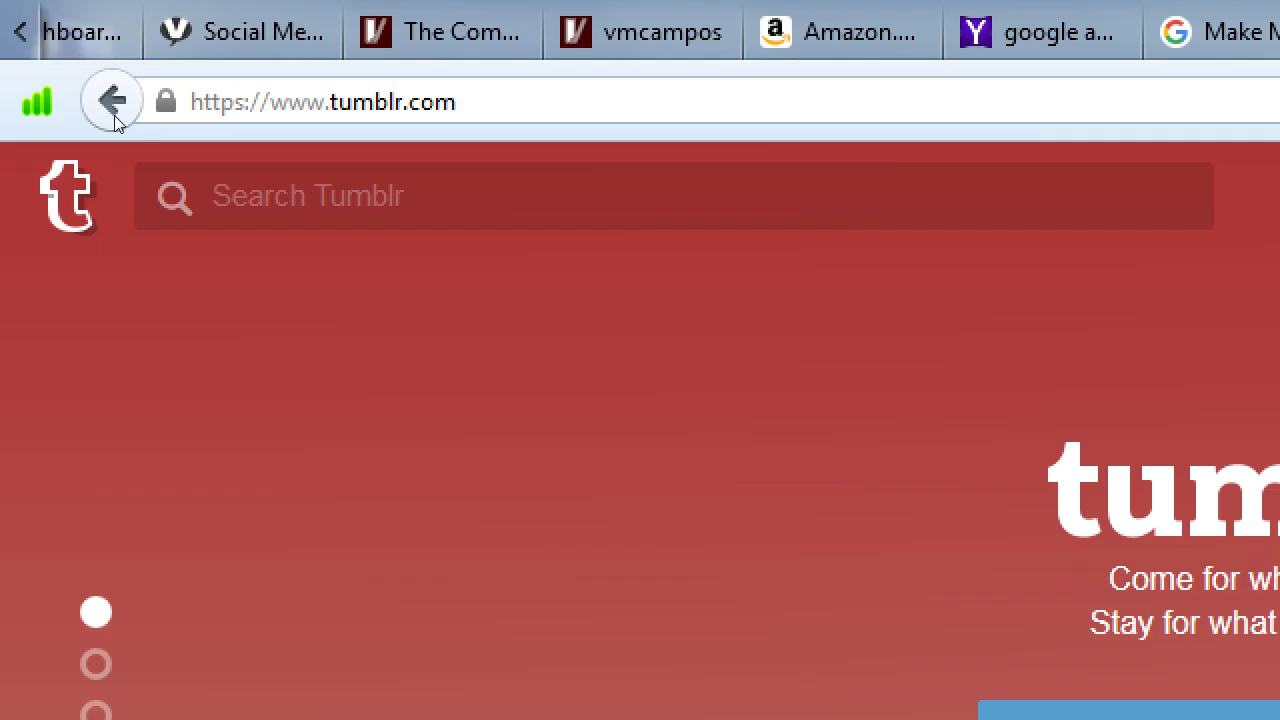 hboar... Social Me... The Com... vmcampos Amazon.... google a... Make M
https://www.tumblr.com
t Search Tumblr
tum
Come for wh
Stay for what